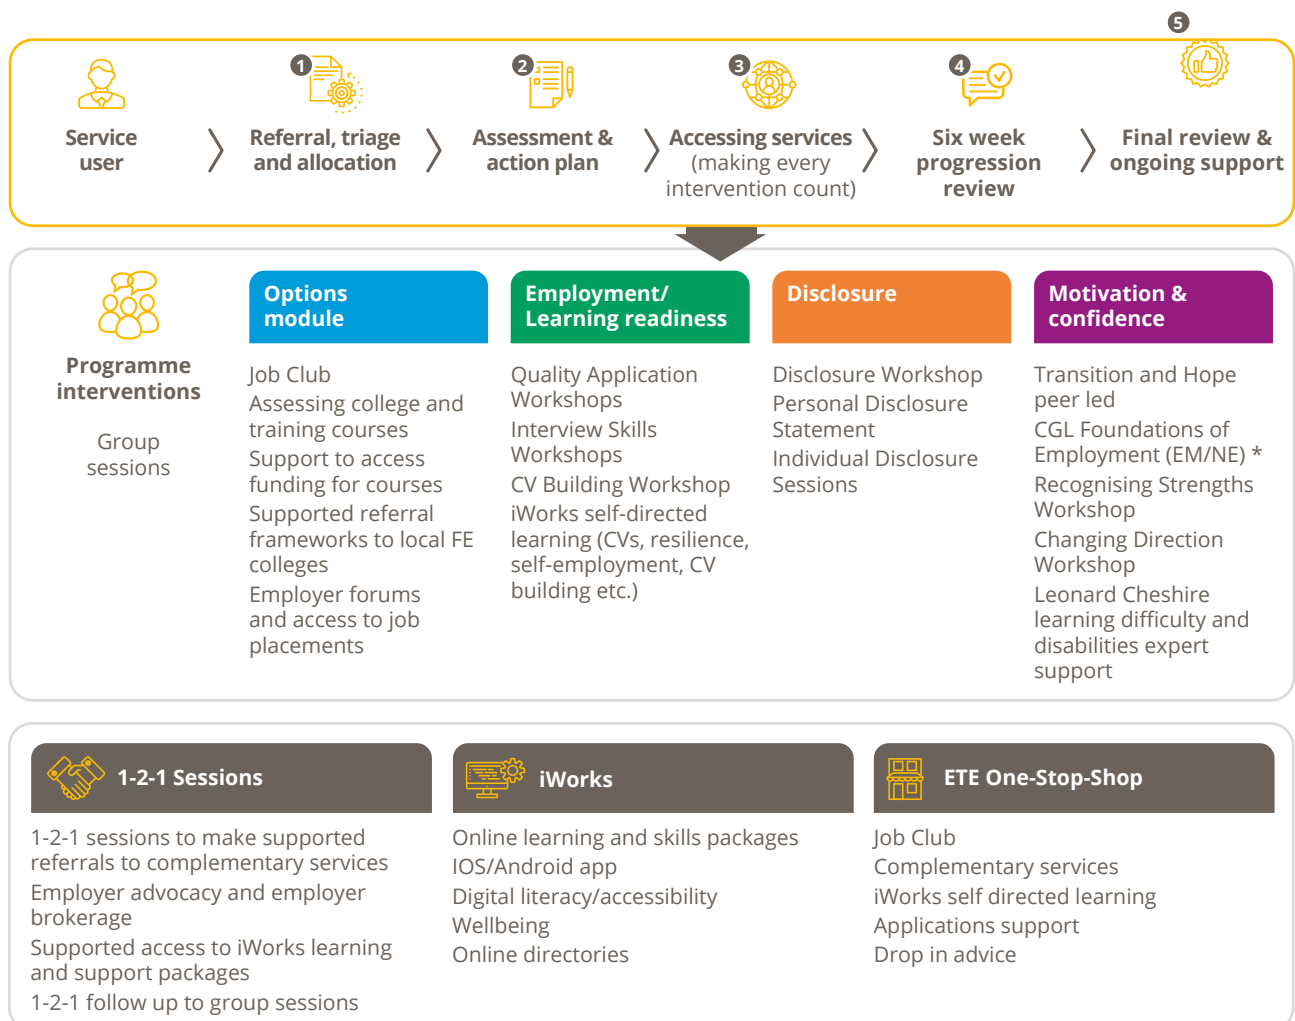 5
1
2
3
4
Service
user
Referral, triage
and allocation
Assessment &
action plan
Accessing services
(making every
intervention count)
Six week
progression
review
Final review &
ongoing support
Programme
interventions
Group
sessions
Options
module
Job Club
Assessing college and
training courses
Support to access
funding for courses
Supported referral
frameworks to local FE
colleges
Employer forums
and access to job
placements
Employment/
Learning readiness
Quality Application
Workshops
Interview Skills
Workshops
CV Building Workshop
iWorks self-directed
learning (CVs, resilience,
self-employment, CV
building etc.)
Disclosure
Disclosure Workshop
Personal Disclosure
Statement
Individual Disclosure
Sessions
Motivation &
confidence
Transition and Hope
peer led
CGL Foundations of
Employment (EM/NE) *
Recognising Strengths
Workshop
Changing Direction
Workshop
Leonard Cheshire
learning difficulty and
disabilities expert
support
1-2-1 Sessions
1-2-1 sessions to make supported
referrals to complementary services
Employer advocacy and employer
brokerage
Supported access to iWorks learning
and support packages
1-2-1 follow up to group sessions
iWorks
Online learning and skills packages
IOS/Android app
Digital literacy/accessibility
Wellbeing
Online directories
ETE One-Stop-Shop
Job Club
Complementary services
iWorks self directed learning
Applications support
Drop in advice